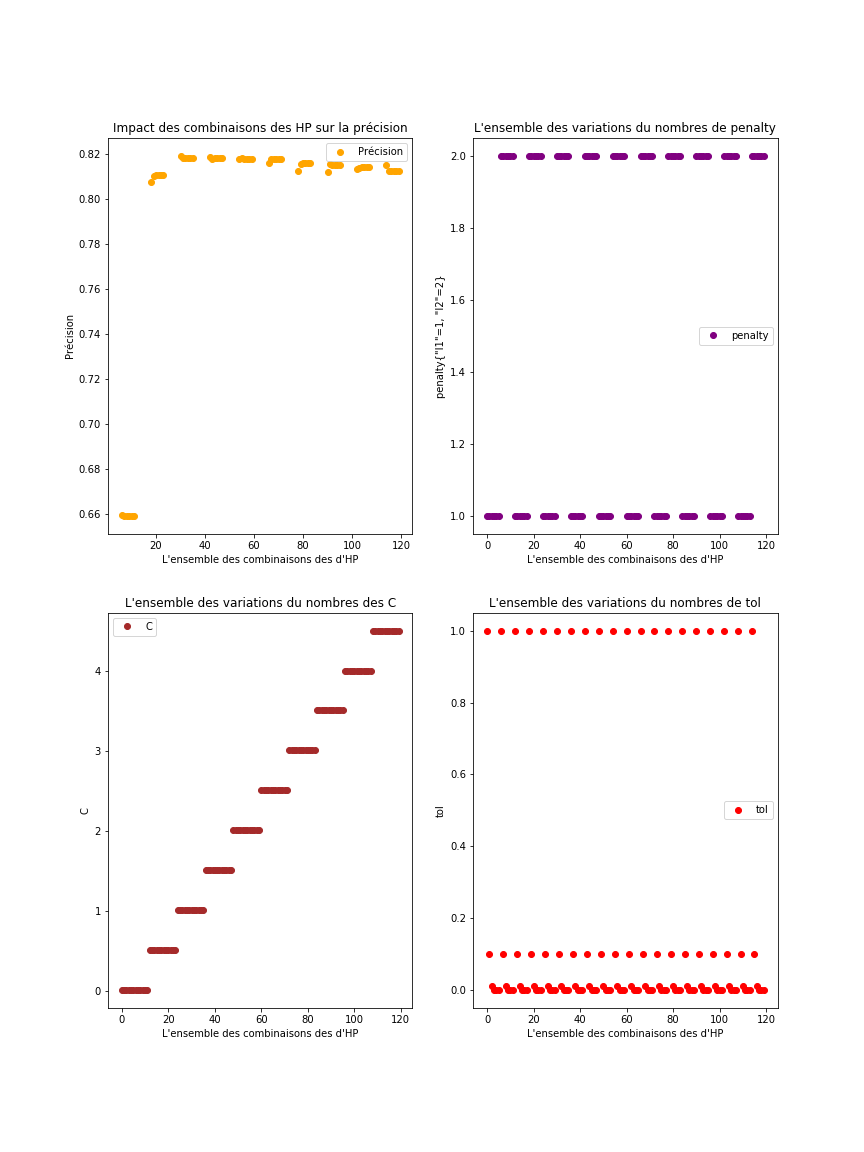 Impact des combinaisons des HP sur la précision
Précision
0.82
0.80
0.78
0.76
0.74
0.72
0.70
0.68
0.66
Précision
20 40 60 80 100 120
L'ensemble des combinaisons des d'HP
L'ensemble des variations du nombres de penalty
penalty
2.0
1.8
1.6
1.4
1.2
1.0
penalty{"l1"=1, "l2"=2}
0 20 40 60 80 100 120
L'ensemble des combinaisons des d'HP
L'ensemble des variations du nombres des C
C
4
3
2
1
0
C
0 20 40 60 80 100 120
L'ensemble des combinaisons des d'HP
L'ensemble des variations du nombres de tol
tol
1.0
0.8
0.6
0.4
0.2
0.0
tol
0 20 40 60 80 100 120
L'ensemble des combinaisons des d'HP